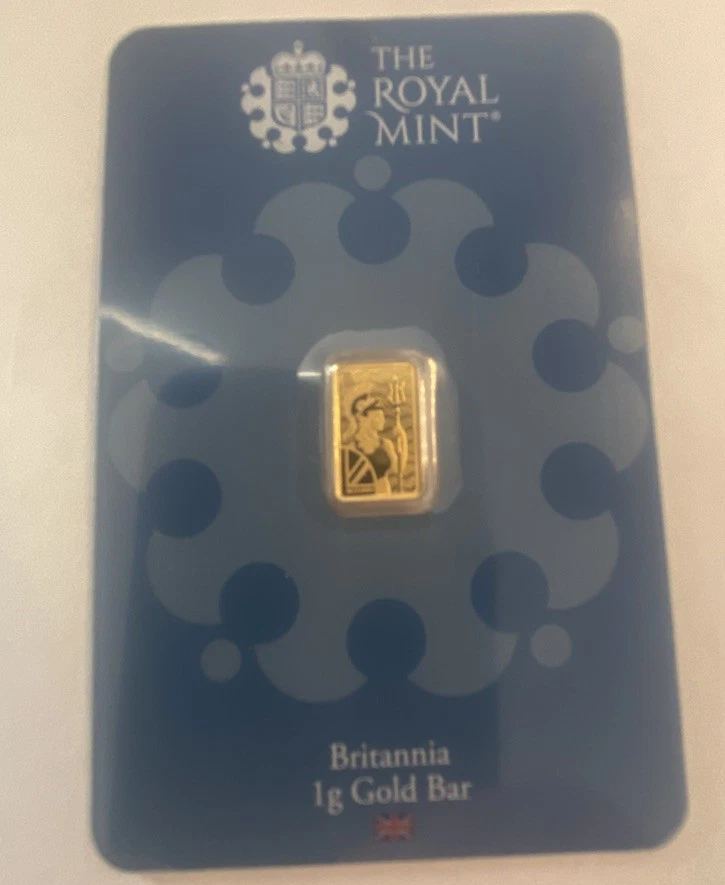 THE
ROYAL
MINT®
Britannia
1g Gold Bar